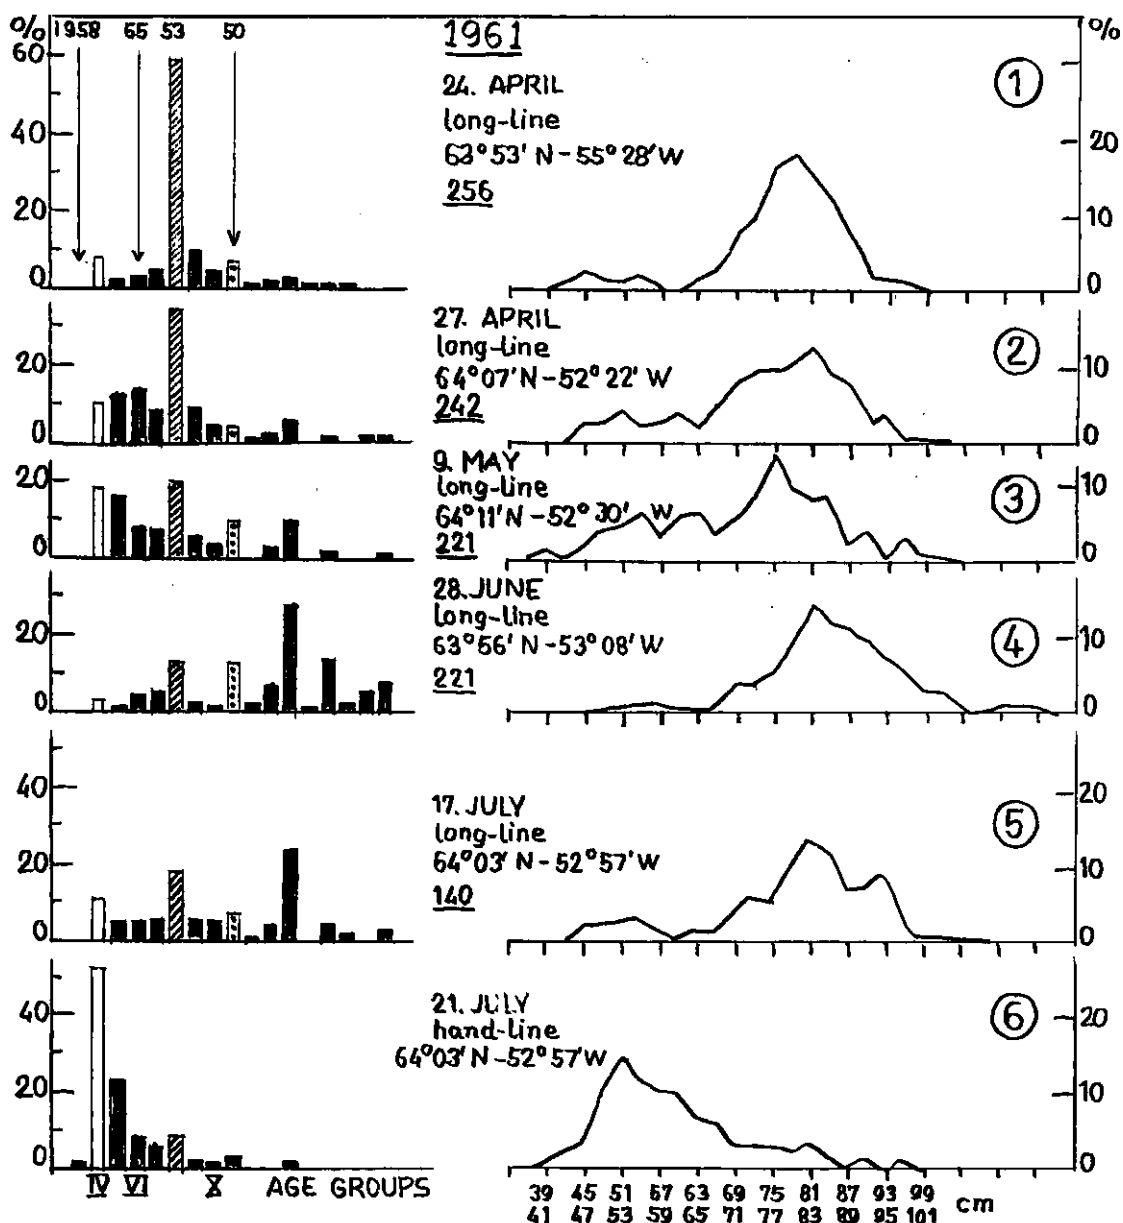 % 1958 65 53 50
60
40
20
0
1961
24. APRIL
long-line
63°53' N-55°28'W
256
%
20
10
0
1
20
0
27. APRIL
long-line
64°07'N-52°22' W
242
10
0
2
20
0
9. MAY
long-line
64°11'N-52°30' W
221
10
0
3
20
0
28. JUNE
long-line
63°56' N-53°08' W
221
10
0
4
40
20
0
17. JULY
long-line
64°03' N-52°57' W
140
20
10
0
5
40
20
0
21. JULY
hand-line
64°03' N-52°57' W
20
10
0
6
IV VI X AGE GROUPS
39 45 51 57 63 69 75 81 87 93 99 cm
41 47 53 59 65 71 77 83 89 95 101